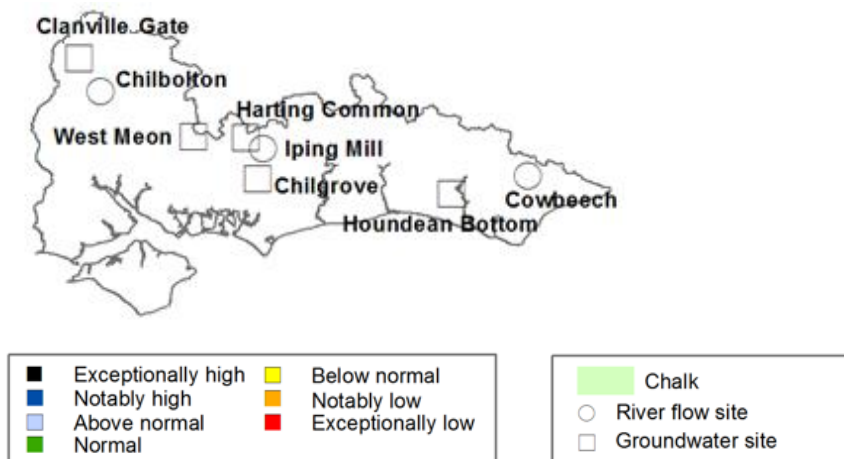 Clanville Gate
Chilbolton
Harting Common
West Meon
Iping Mill
Chilgrove
Cowbeech
Houndean Bottom
Exceptionally high
Notably high
Above normal
Normal
Below normal
Notably low
Exceptionally low
Chalk
River flow site
Groundwater site